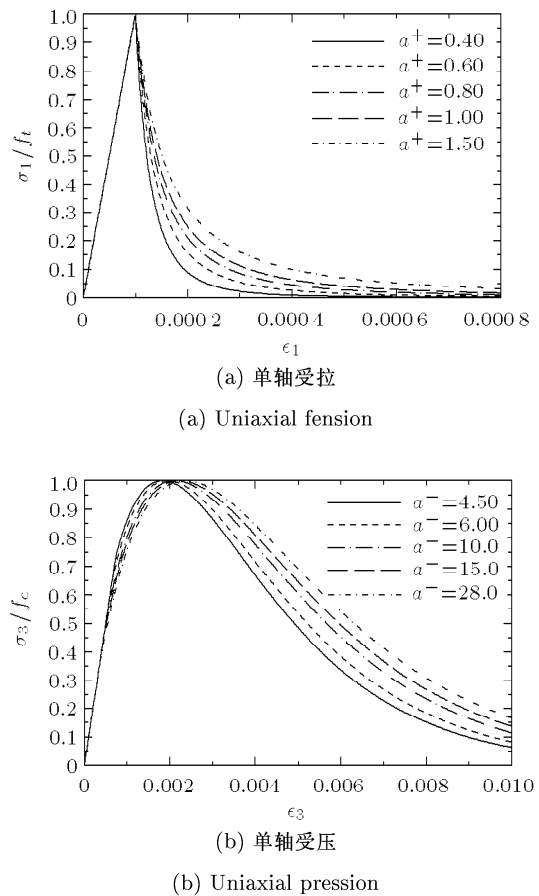 1.0
0.9
0.8
0.7
0.6
0.5
0.4
0.3
0.2
0.1
0
σ₁/fₜ
a⁺=0.40
a⁺=0.60
a⁺=0.80
a⁺=1.00
a⁺=1.50
0 0.000 2 0.000 4 0.000 6 0.000 8
ϵ₁
(a) 单轴受拉
(a) Uniaxial fension
1.0
0.9
0.8
0.7
0.6
0.5
0.4
0.3
0.2
0.1
0
σ₃/f_c
a⁻=4.50
a⁻=6.00
a⁻=10.0
a⁻=15.0
a⁻=28.0
0 0.002 0.004 0.006 0.008 0.010
ϵ₃
(b) 单轴受压
(b) Uniaxial pression